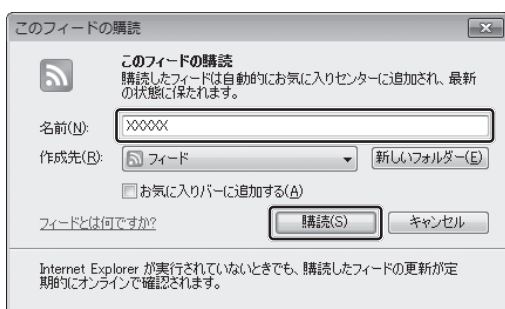 このフィードの購読
このフィードの購読
購読したフィードは自動的にお気に入りセンターに追加され、最新
の状態に保たれます。
名前(N): XXXXX
作成先(R): フィード 新しいフォルダー(E)
お気に入りバーに追加する(A)
フィードとは何ですか? 購読(S) キャンセル
Internet Explorer が実行されていないときでも、購読したフィードの更新が定
期的にオンラインで確認されます。